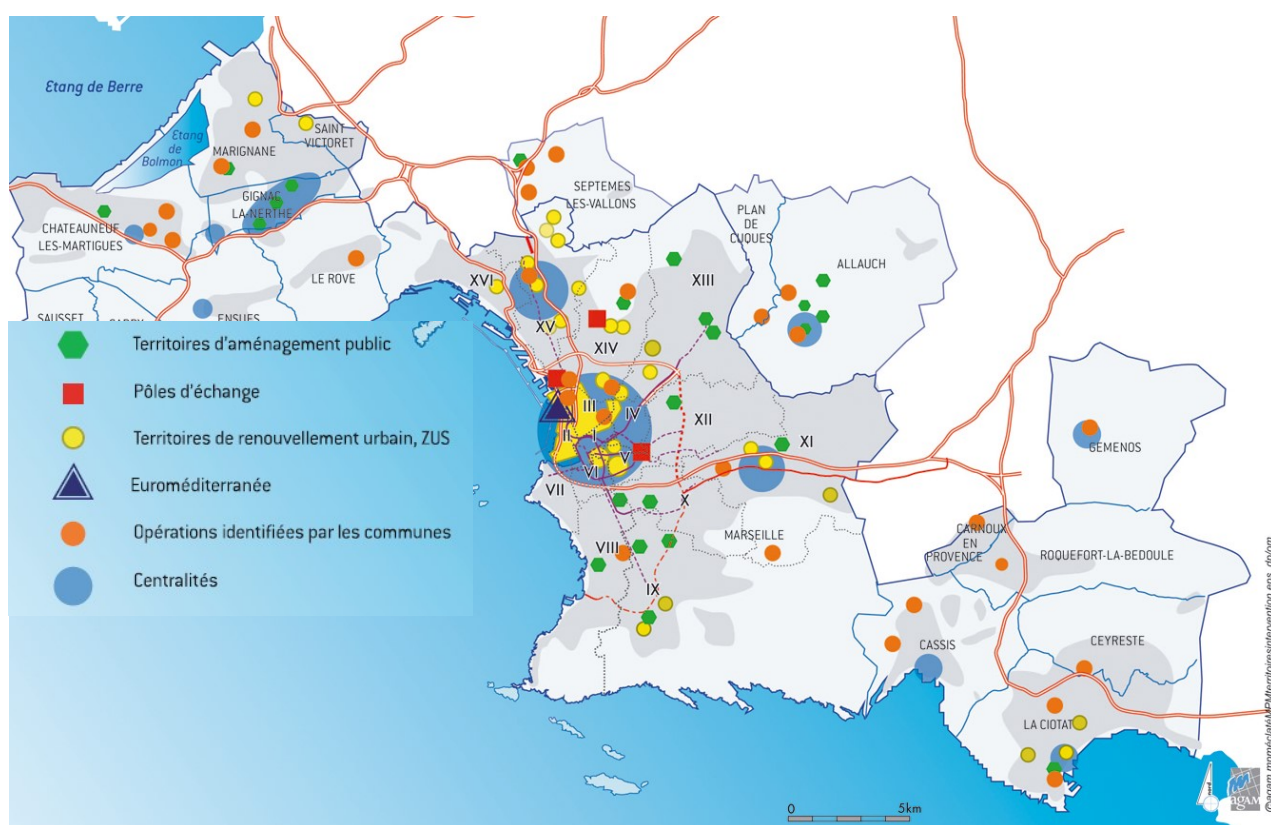 Etang de Berre
Etang
de
Bolmon
MARIGNANE
SAINT
VICTORET
GIGNAC
LA-NERTHE
CHATEAUNEUF
LES-MARTIGUES
LE ROVE
SEPTEMES
LES-VALLONS
PLAN
DE
CUQUES
ALLAUCH
SAUSSET
ENSUES
XVI
XV
XIV
XIII
III
IV
XII
II
I
V
VI
XI
VII
X
VIII
IX
MARSEILLE
GEMENOS
CARNOUX
EN
PROVENCE
ROQUEFORT-LA-BEDOULE
CASSIS
CEYRESTE
LA CIOTAT
Territoires d'aménagement public
Pôles d'échange
Territoires de renouvellement urbain, ZUS
Euroméditerranée
Opérations identifiées par les communes
Centralités
0 5km
nord
agam